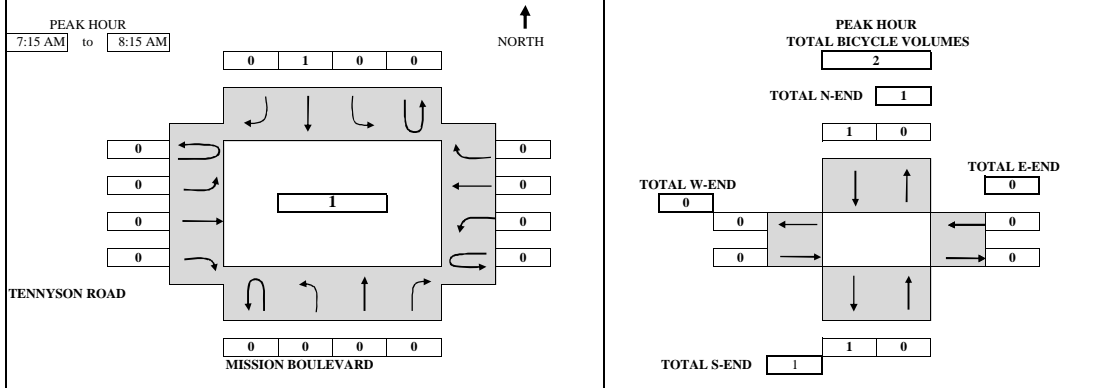 PEAK HOUR
7:15 AM to 8:15 AM
NORTH
0 1 0 0
0 0
0 0
1
0 0
0 0
TENNYSON ROAD
0 0 0 0
MISSION BOULEVARD
PEAK HOUR
TOTAL BICYCLE VOLUMES
2
TOTAL N-END 1
1 0
TOTAL E-END
0
TOTAL W-END
0
0 0
0 0
1 0
TOTAL S-END 1